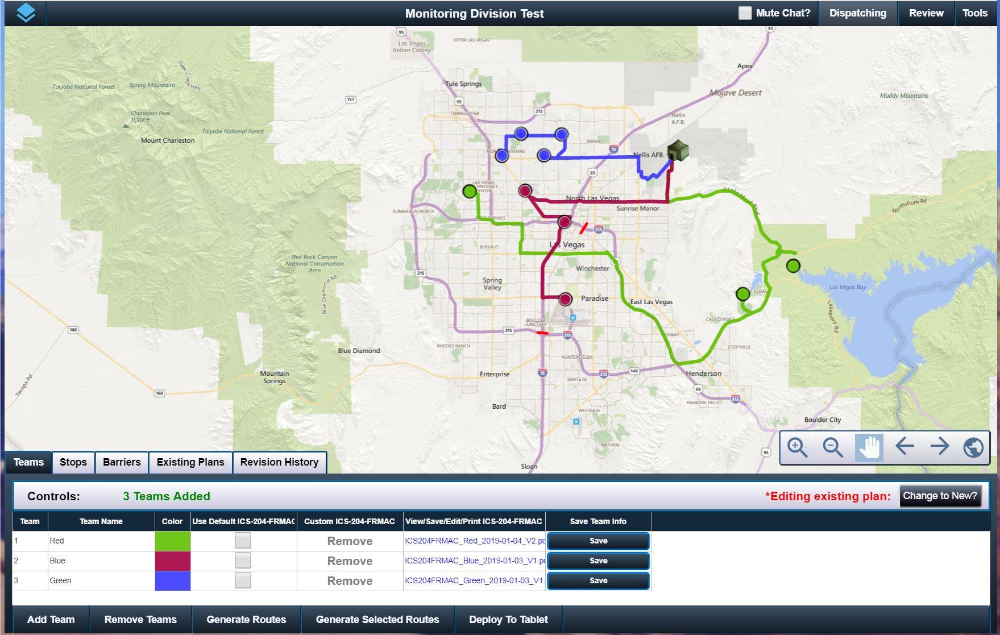 Monitoring Division Test
Mute Chat?
Dispatching
Review
Tools
95
93
Las Vegas
Indian Colony
UPPER LAS VEGAS
Apex
Deer Creek Hwy
Toiyabe National Forest
Spring Mountains
Tule Springs
Mojave Desert
Muddy Mountains
157
95
215
TOWNCENTER
Charleston Peak
11,918 ft
Nellis
A.F.B.
Toiyabe National Forest
Mount Charleston
WANN
15
Nellis AFB
93
LAS VEGAS
TECHNOLOGY
CENTER
North Las Vegas
Sunrise Manor
Northshore Rd
SUMMERLIN NORTH
515
Las Vegas
BUFFALO
Red Rock Canyon
National Conservation
Area
Winchester
215
Spring
Valley
Las Vegas Bay
Blue Diamond Rd
Paradise
East Las Vegas
Lakeshore Rd
BOULDER
JUNCTION
CALICO RIDGE
160
215
215
RHODES RANCH
FOOTHILLS
Blue Diamond
HUNTERS GLEN
Mountain
Springs
Enterprise
15
SANTE FE
215
146
Henderson
Tecopa Rd
160
93
515
PARADISE HILLS
Bard
WESTGATE
Boulder City
ANTHEM
95
Sloan
Teams
Stops
Barriers
Existing Plans
Revision History
Controls:
3 Teams Added
*Editing existing plan:
Change to New?
Team
Team Name
Color
Use Default ICS-204-FRMAC
Custom ICS-204-FRMAC
View/Save/Edit/Print ICS-204-FRMAC
Save Team Info
1
Red
Remove
ICS204FRMAC_Red_2019-01-04_V2.pd
Save
2
Blue
Remove
ICS204FRMAC_Blue_2019-01-03_V1.pd
Save
3
Green
Remove
ICS204FRMAC_Green_2019-01-03_V1.
Save
Add Team
Remove Teams
Generate Routes
Generate Selected Routes
Deploy To Tablet